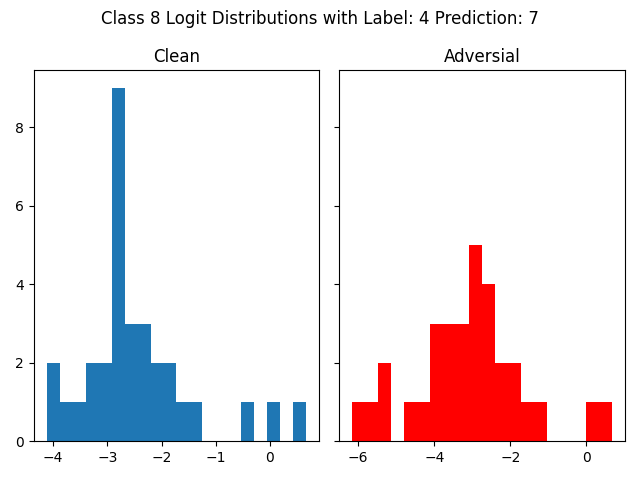 Class 8 Logit Distributions with Label: 4 Prediction: 7
Clean
Adversial
8
6
4
2
0
−4 −3 −2 −1 0
−6 −4 −2 0